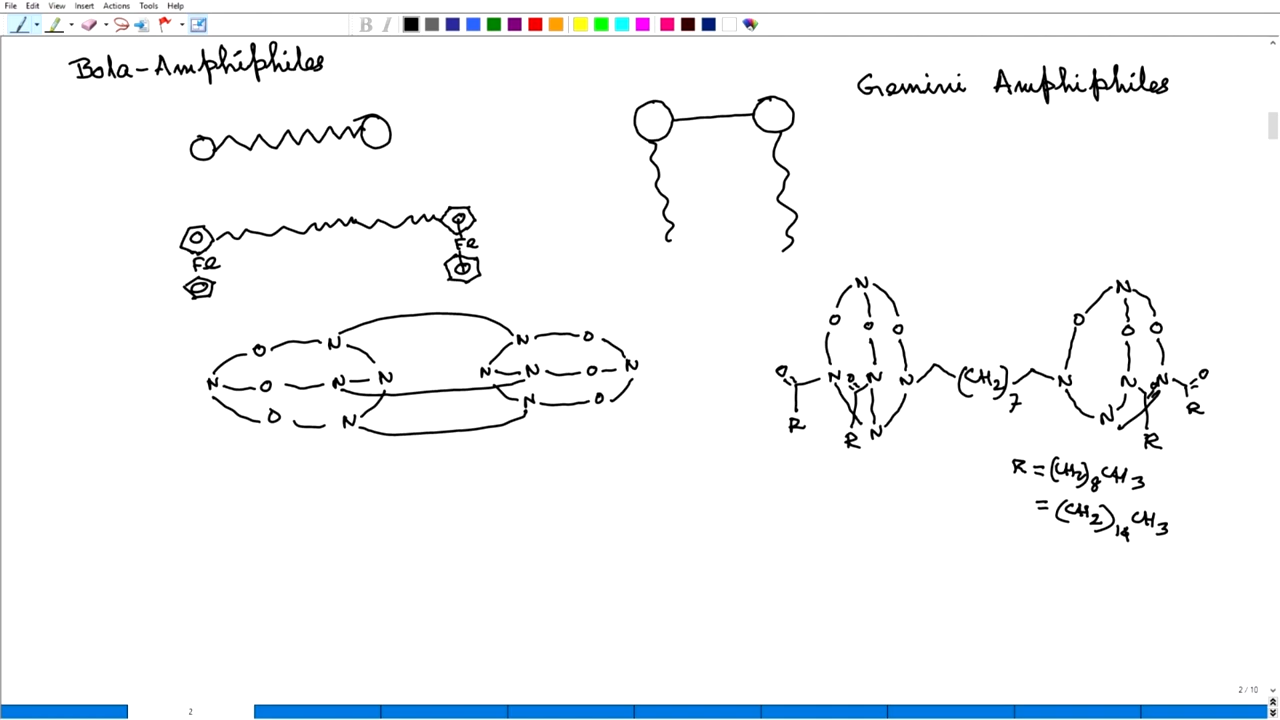 File Edit View Insert Actions Tools Help
B I
Bola-Amphiphiles
Gemini Amphiphiles
Fe
Fe
N O N N
N O N N
O N
N O
N N O N
N O
N
O O O
O N O N N
R R N
(CH2)7
N
O O O
N N N O
N
R R
R = (CH2)8CH3
= (CH2)14CH3
2 / 10
2